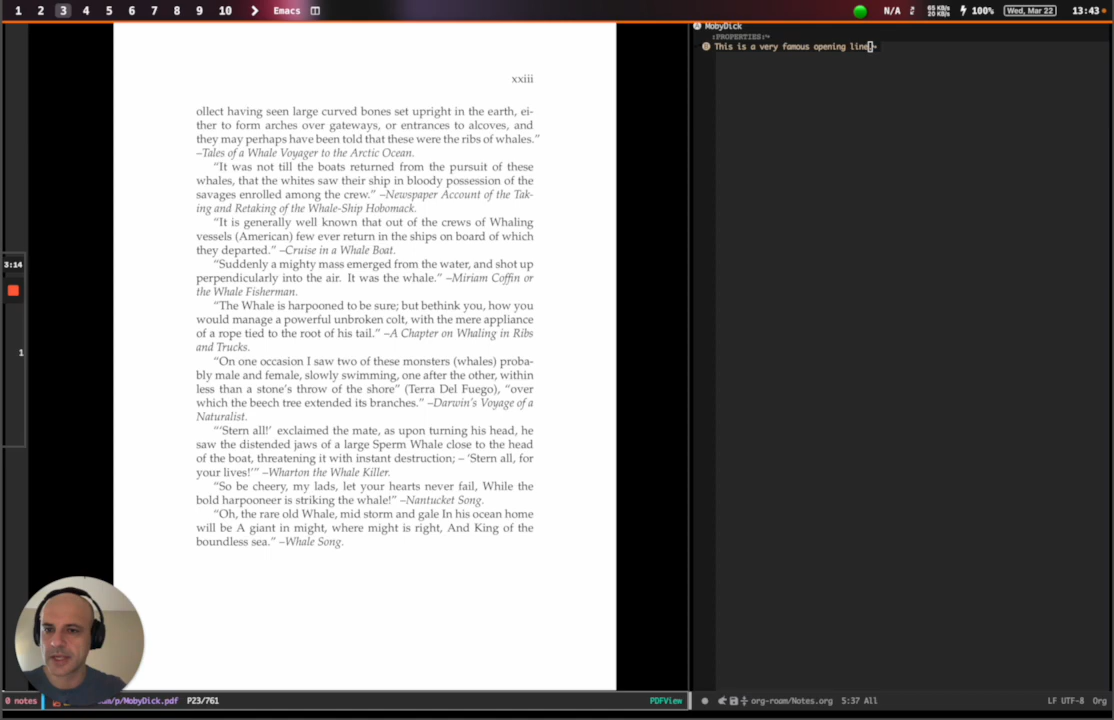 1 2 3 4 5 6 7 8 9 10 Emacs N/A 65 KB/s 20 KB/s 100% Wed, Mar 22 13:43
MobyDick
:PROPERTIES:
This is a very famous opening line
xxiii
ollect having seen large curved bones set upright in the earth, ei-
ther to form arches over gateways, or entrances to alcoves, and
they may perhaps have been told that these were the ribs of whales.”
–Tales of a Whale Voyager to the Arctic Ocean.
“It was not till the boats returned from the pursuit of these
whales, that the whites saw their ship in bloody possession of the
savages enrolled among the crew.” –Newspaper Account of the Tak-
ing and Retaking of the Whale-Ship Hobomack.
“It is generally well known that out of the crews of Whaling
vessels (American) few ever return in the ships on board of which
they departed.” –Cruise in a Whale Boat.
“Suddenly a mighty mass emerged from the water, and shot up
perpendicularly into the air. It was the whale.” –Miriam Coffin or
the Whale Fisherman.
“The Whale is harpooned to be sure; but bethink you, how you
would manage a powerful unbroken colt, with the mere appliance
of a rope tied to the root of his tail.” –A Chapter on Whaling in Ribs
and Trucks.
“On one occasion I saw two of these monsters (whales) proba-
bly male and female, slowly swimming, one after the other, within
less than a stone’s throw of the shore” (Terra Del Fuego), “over
which the beech tree extended its branches.” –Darwin’s Voyage of a
Naturalist.
“‘Stern all!’ exclaimed the mate, as upon turning his head, he
saw the distended jaws of a large Sperm Whale close to the head
of the boat, threatening it with instant destruction; – ‘Stern all, for
your lives!’” –Wharton the Whale Killer.
“So be cheery, my lads, let your hearts never fail, While the
bold harpooneer is striking the whale!” –Nantucket Song.
“Oh, the rare old Whale, mid storm and gale In his ocean home
will be A giant in might, where might is right, And King of the
boundless sea.” –Whale Song.
3:14
1
0 notes /p/MobyDick.pdf P23/761 PDFView
org-roam/Notes.org 5:37 All LF UTF-8 Org